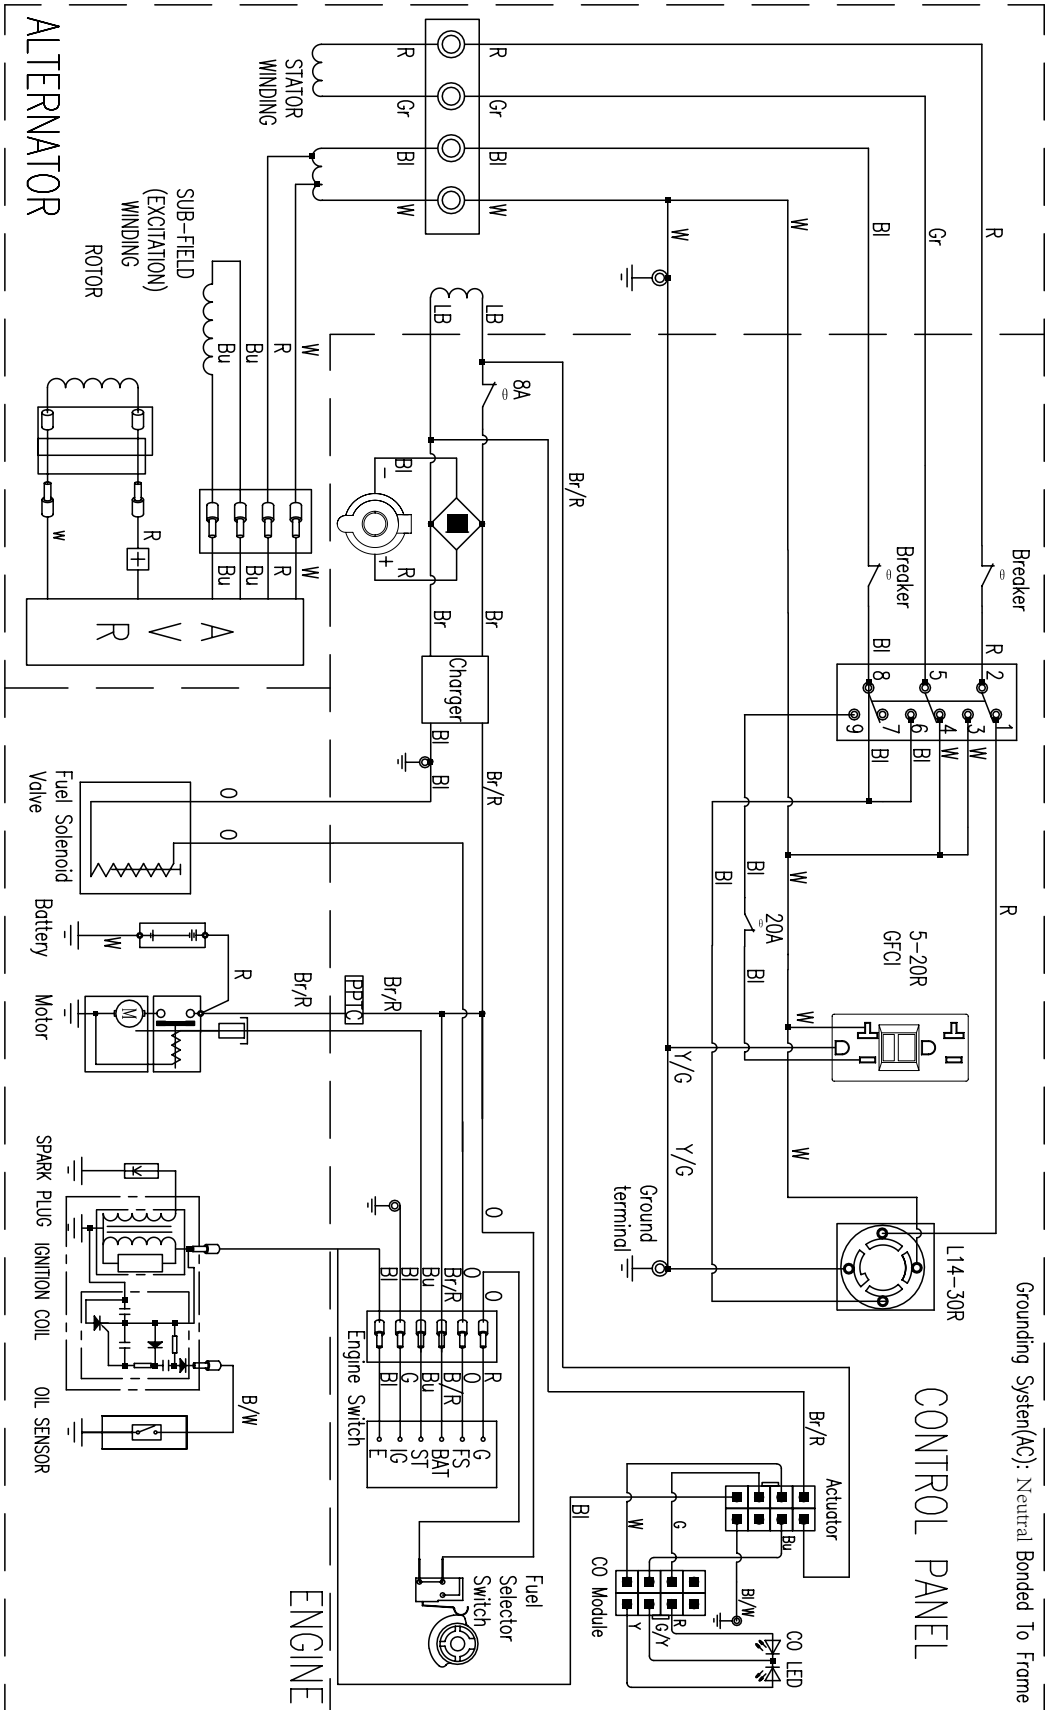 Grounding Systen(AC): Neutral Bonded To Frame
Breaker
R
2
R
1
R
L14-30R
CONTROL PANEL
Gr
5
3
W
4
W
5-20R
GFCI
Breaker
Bl
Bl
8
6
Bl
7
9
Bl
Actuator
Br/R
W
W
20A
W
W
Bu
CO LED
Bl
Bl
Bl
Bl/W
W
Y/G
Y/G
R
G
G/Y
Ground
terminal
W
Y
CO Module
Bl
Br/R
8A
Fuel
Selector
Switch
R
Gr
Bl
W
LB
LB
Br
Br
Charger
Br/R
Bl
Bl
O
O
O
Br/R
Bu
Bl
Bl
R
O
B/R
Bu
G
Bl
G
FS
BAT
ST
IG
F
Engine Switch
R
Gr
Bl
W
Bl
-
+
R
Br/R
PPTC
Br/R
ENGINE
STATOR
WINDING
W
R
Bu
Bu
W
R
Bu
Bu
O
O
R
B/W
SUB-FIELD
(EXCITATION)
WINDING
ROTOR
R
W
W
M
A V R
Fuel Solenoid
Valve
Battery
Motor
SPARK PLUG
IGNITION COIL
OIL SENSOR
ALTERNATOR